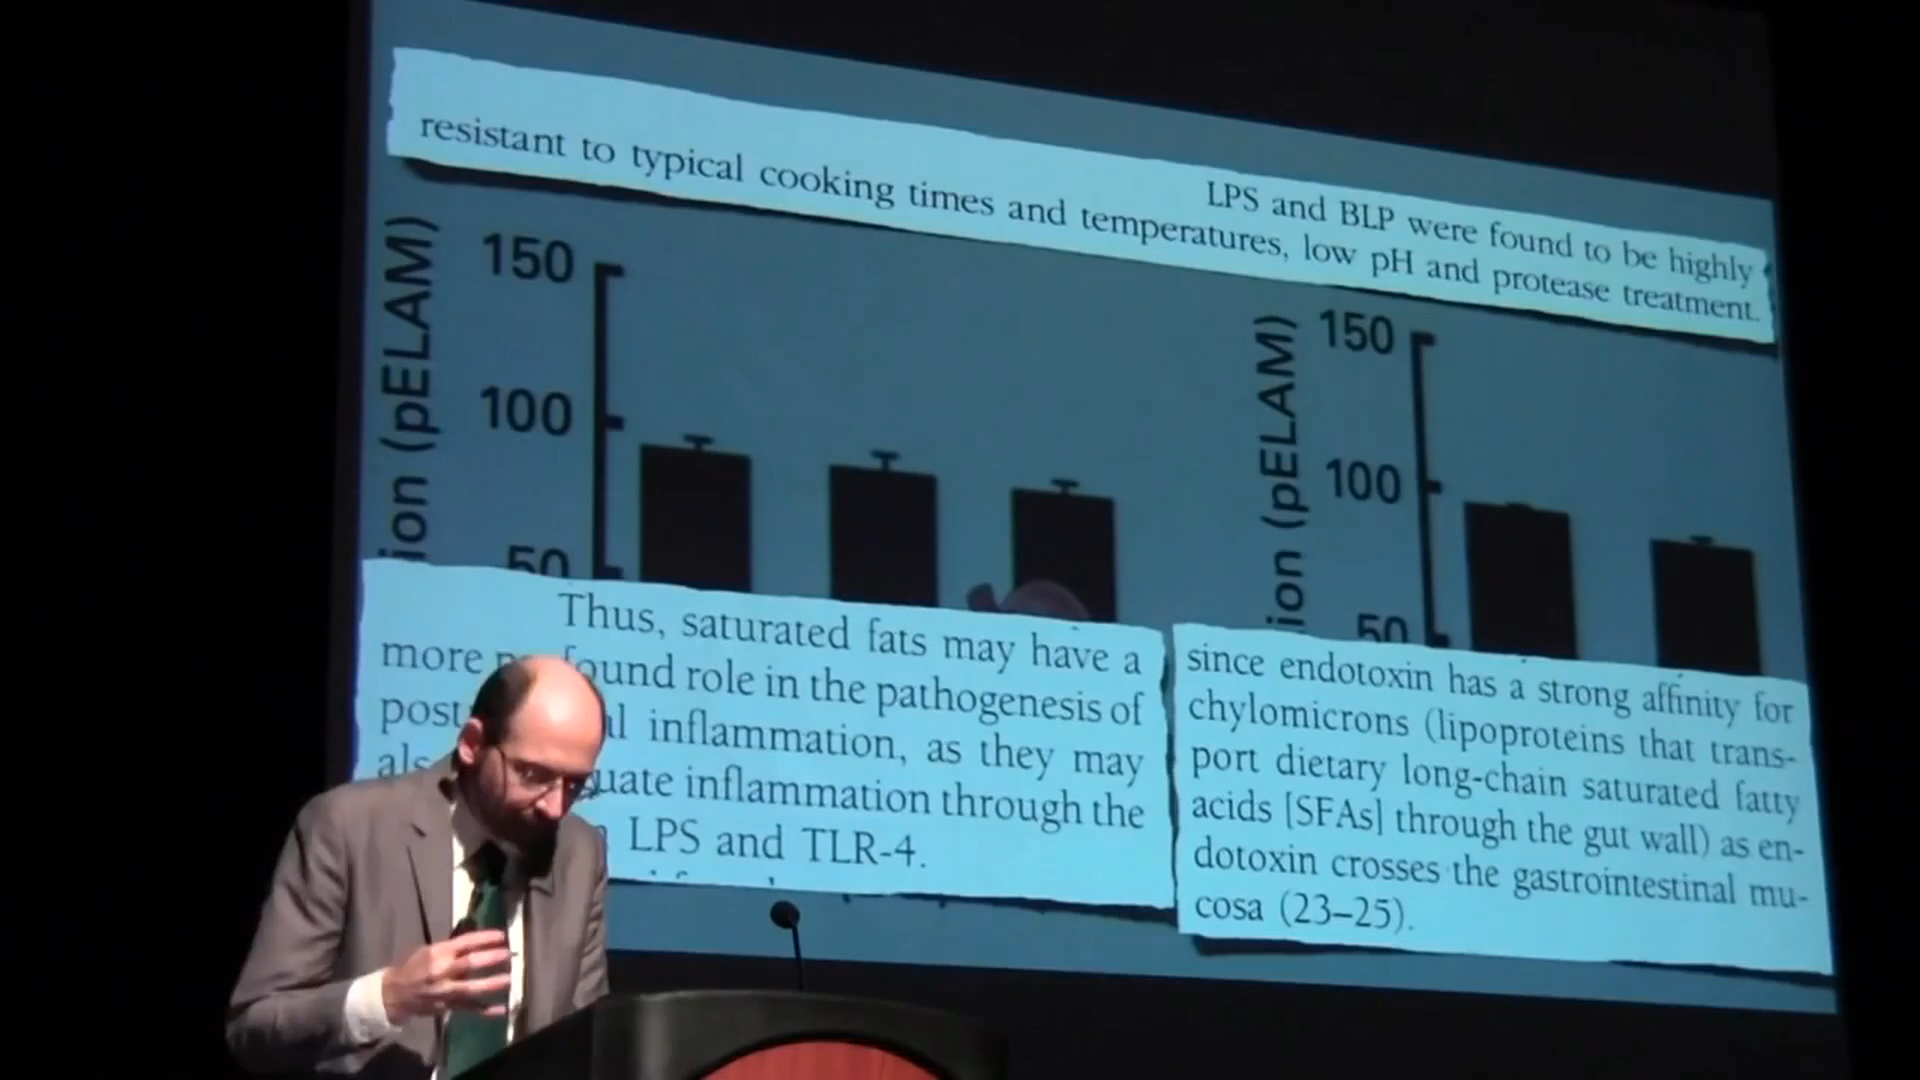 LPS and BLP were found to be highly
resistant to typical cooking times and temperatures, low pH and protease treatment.
ion (pELAM)
150
100
50
ion (pELAM)
150
100
50
Thus, saturated fats may have a
more found role in the pathogenesis of
post l inflammation, as they may
als uate inflammation through the
LPS and TLR-4.
since endotoxin has a strong affinity for
chylomicrons (lipoproteins that trans-
port dietary long-chain saturated fatty
acids [SFAs] through the gut wall) as en-
dotoxin crosses the gastrointestinal mu-
cosa (23–25).